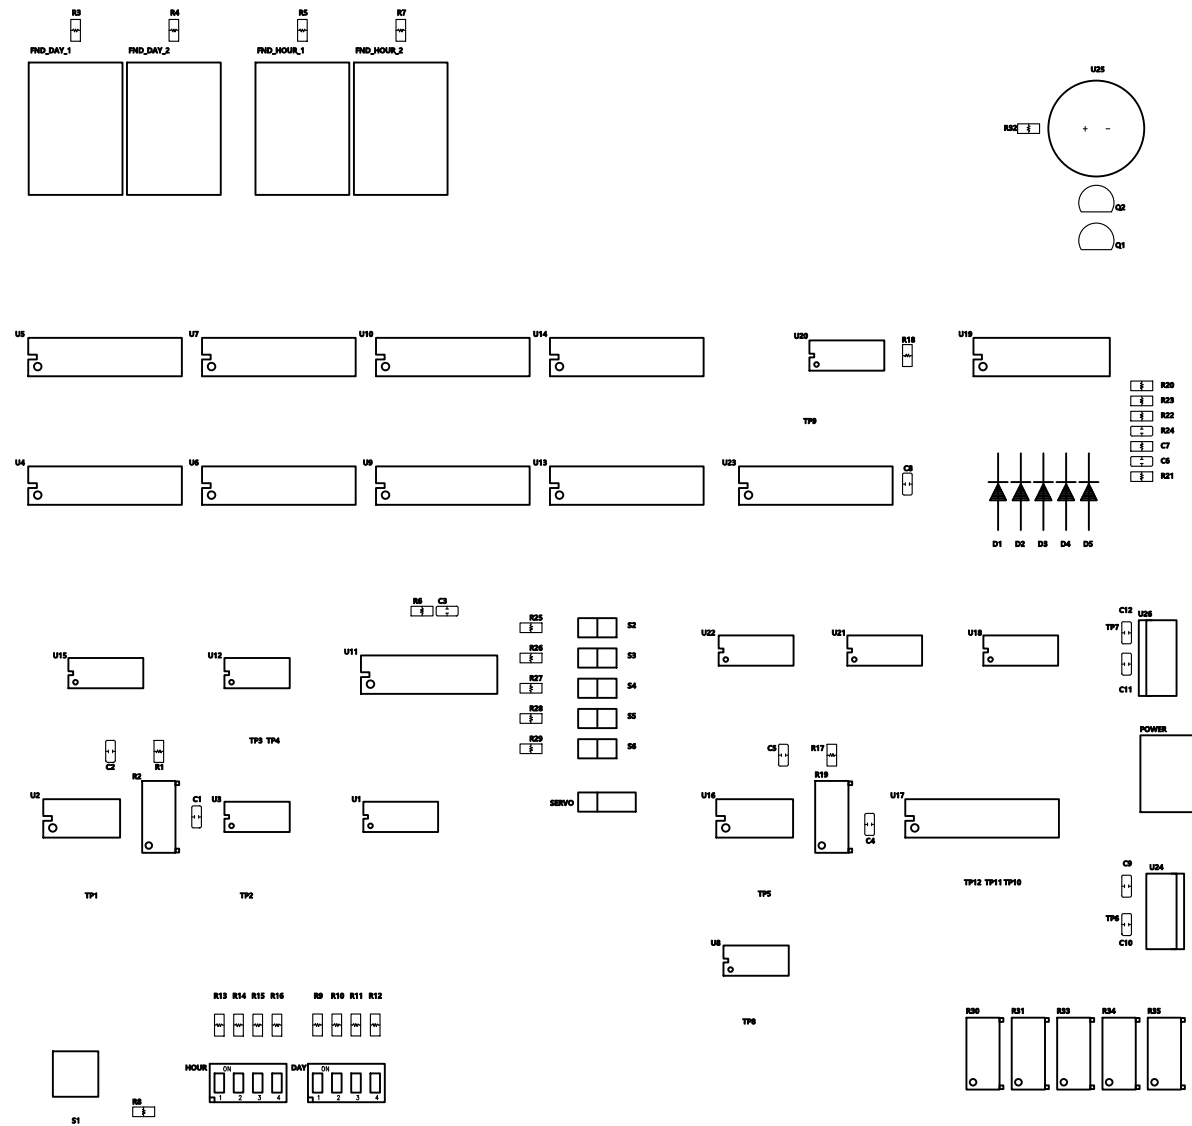 R3 R4 R5 R7
FND_DAY_1 FND_DAY_2 FND_HOUR_1 FND_HOUR_2
U25
R32 + −
Q2
Q1
U5 U7 U10 U14 U20 R18 U19
R20
R23
TP9 R22
R24
C7
U4 U6 U9 U13 U23 C8 C6
R21
D1 D2 D3 D4 D5
R6 C3 C12
R25 S2 TP7 U26
U22 U21 U18
U15 U12 U11 R26 S3
R27 S4 C11
R28 S5
TP3 TP4 R29 S6 POWER
C2 R1 C5 R17
R2 R19
U2 C1 U3 U1 SERVO U16 U17
C4
C9 U24
TP12 TP11 TP10
TP1 TP2 TP5
TP6
U8 C10
R13 R14 R15 R16 R9 R10 R11 R12
TP8
R30 R31 R33 R34 R35
HOUR ON DAY ON
1 2 3 4 1 2 3 4
R8
S1